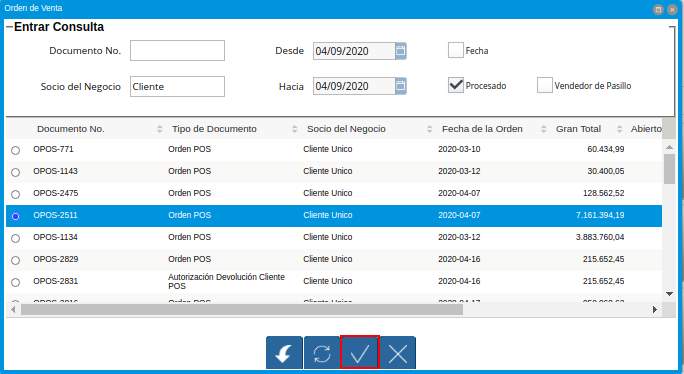 Orden de Venta
Entrar Consulta
Documento No. Desde 04/09/2020 Fecha
Socio del Negocio Cliente Hacia 04/09/2020 Procesado Vendedor de Pasillo
Documento No. Tipo de Documento Socio del Negocio Fecha de la Orden Gran Total Abierto
OPOS-771 Orden POS Cliente Unico 2020-03-10 60.434,99
OPOS-1143 Orden POS Cliente Unico 2020-03-12 30.400,05
OPOS-2475 Orden POS Cliente Unico 2020-04-07 128.562,52
OPOS-2511 Orden POS Cliente Unico 2020-04-07 7.161.394,19
OPOS-1134 Orden POS Cliente Unico 2020-03-12 3.883.760,04
OPOS-2829 Orden POS Cliente Unico 2020-04-16 215.652,45
OPOS-2831 Autorización Devolución Cliente POS Cliente Unico 2020-04-16 215.652,45
Orden POS Cliente Unico 2020-04-17